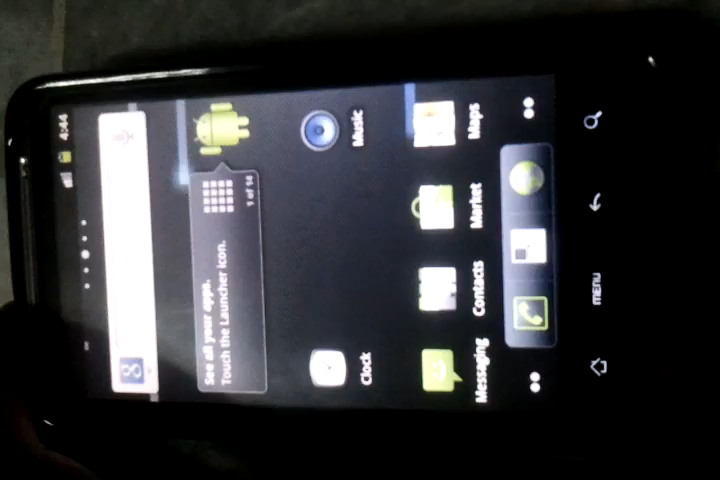 4:44
8
See all your apps.
Touch the Launcher icon.
1 of 14
Clock
Music
Messaging
Contacts
Market
Maps
MENU